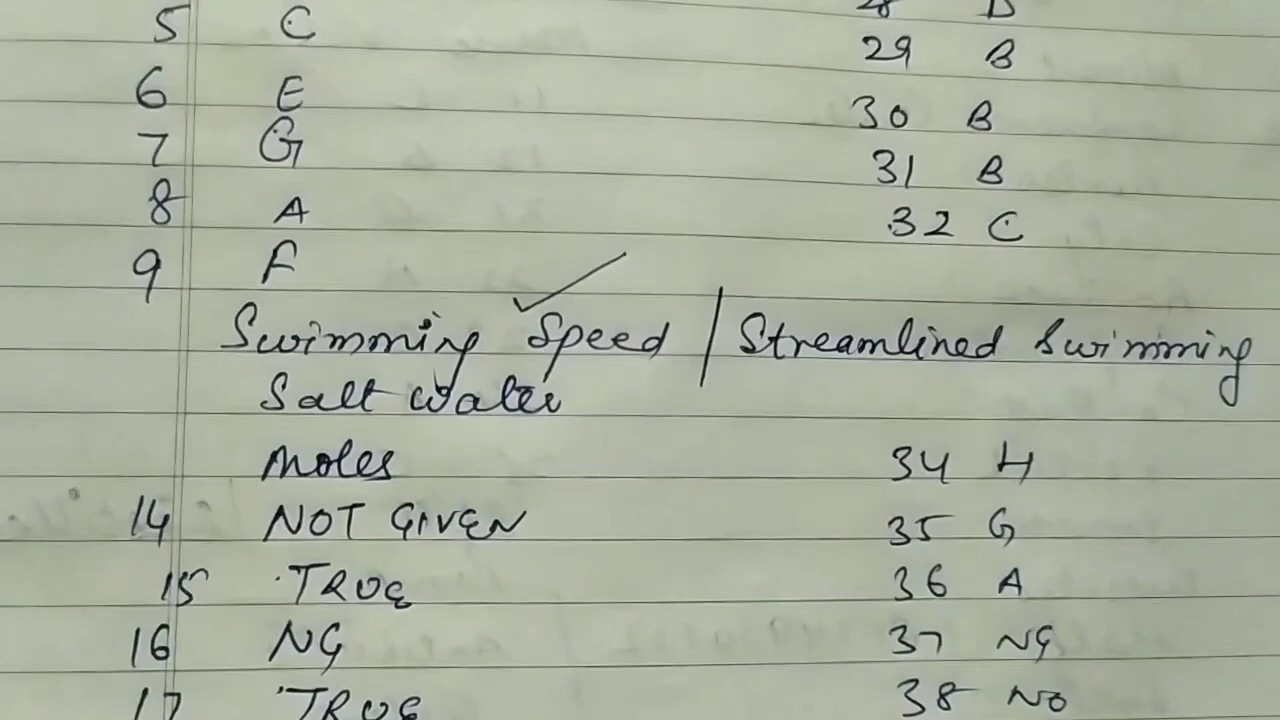 5 C
28 D
6 E
29 B
7 G
30 B
8 A
31 B
9 F
32 C
Swimming Speed / Streamlined Swimming
Salt Water
Moles
34 H
14 NOT GIVEN
35 G
15 TRUE
36 A
16 NG
37 NG
17 TRUE
38 NO